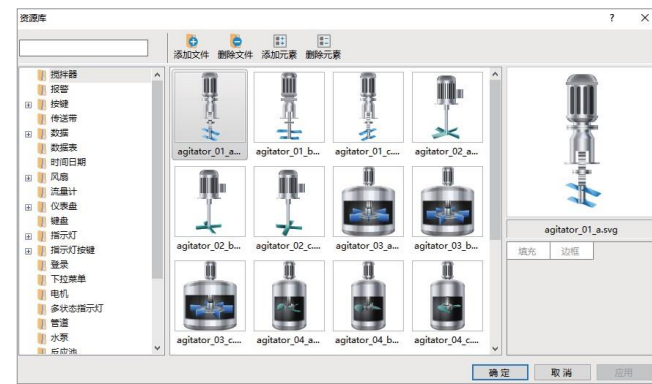 资源库
? ×
添加文件 删除文件 添加元素 删除元素
搅拌器
报警
按键
传送带
数据
数据表
时间日期
风扇
流量计
仪表盘
键盘
指示灯
指示灯按键
登录
下拉菜单
电机
多状态指示灯
管道
水泵
反应池
agitator_01_a... agitator_01_b... agitator_01_c.... agitator_02_a...
agitator_02_b... agitator_02_c.... agitator_03_a... agitator_03_b...
agitator_03_c.... agitator_04_a... agitator_04_b... agitator_04_c....
agitator_01_a.svg
填充 边框
确定 取消 应用